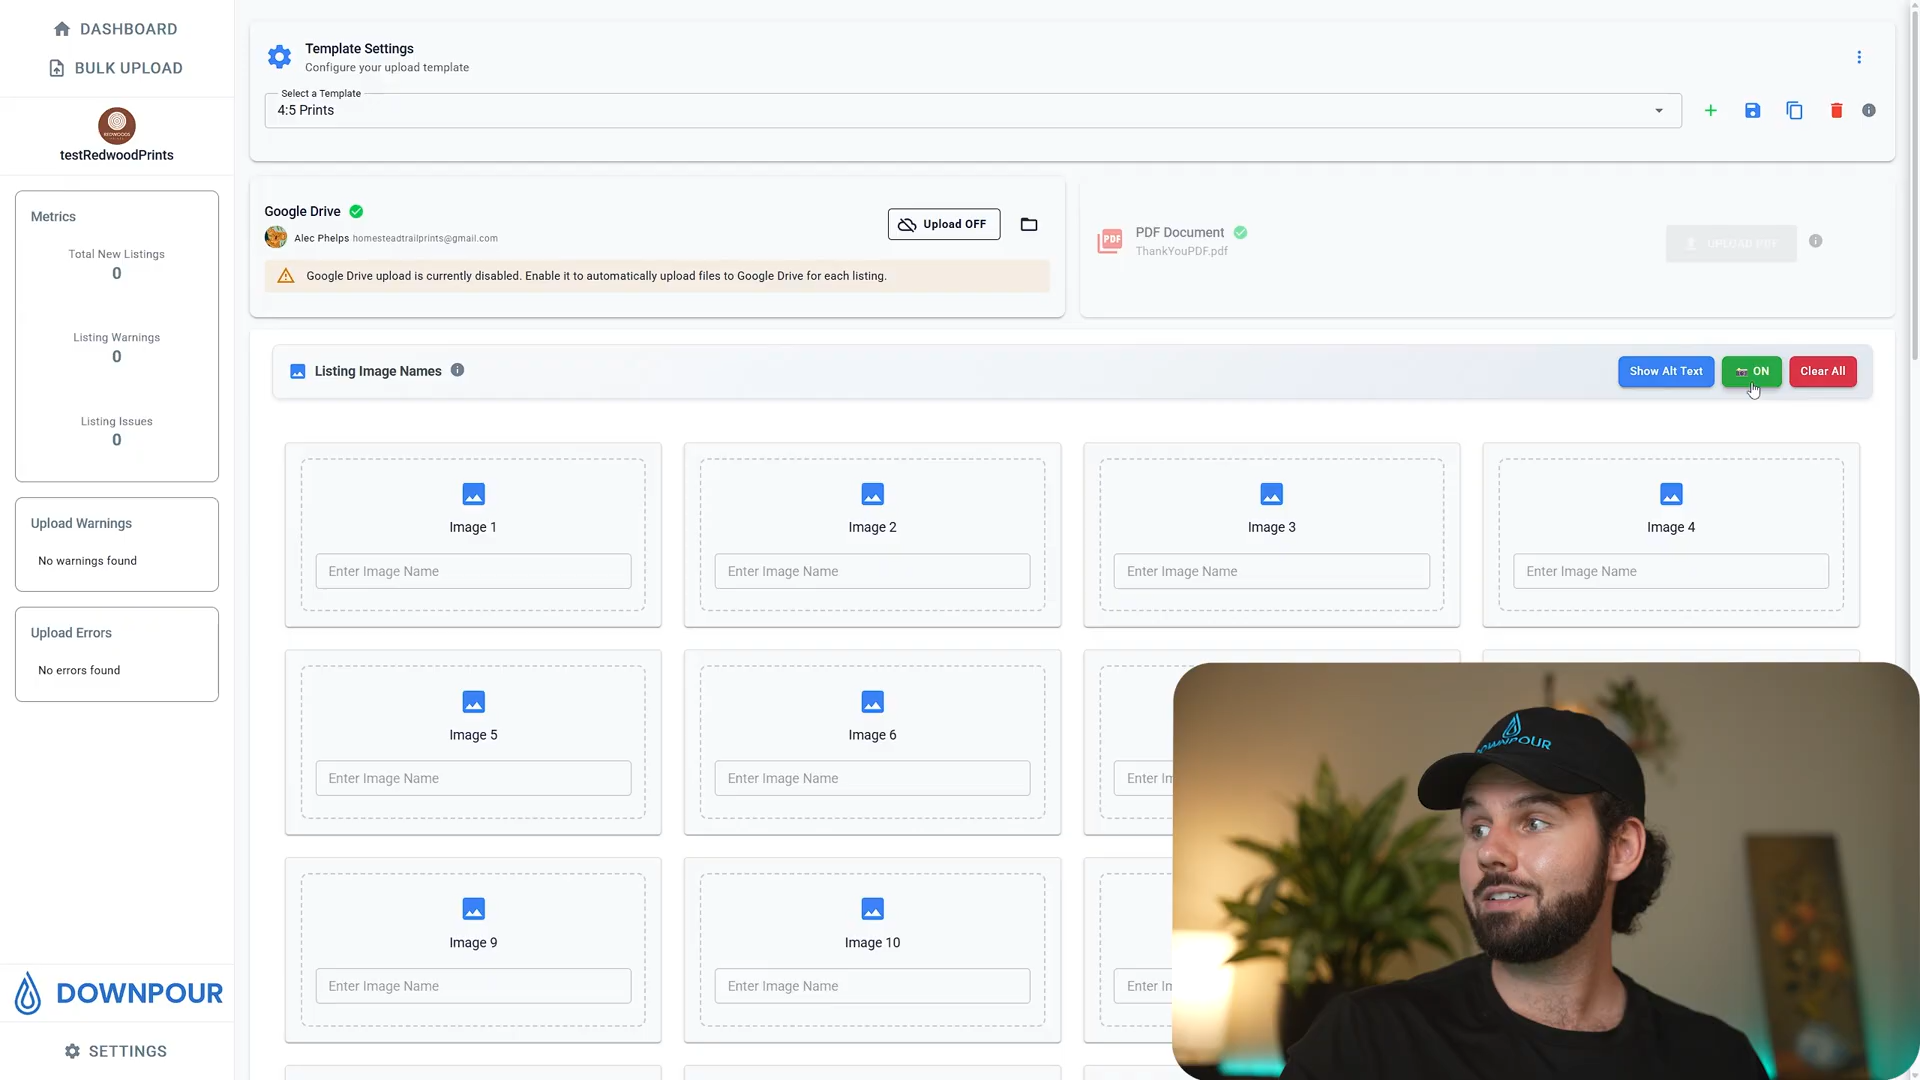 DASHBOARD
BULK UPLOAD
testRedwoodPrints
Metrics
Total New Listings
0
Listing Warnings
0
Listing Issues
0
Upload Warnings
No warnings found
Upload Errors
No errors found
DOWNPOUR
SETTINGS
Template Settings
Configure your upload template
Select a Template
4:5 Prints
Google Drive
Alec Phelps homesteadtrailprints@gmail.com
Upload OFF
Google Drive upload is currently disabled. Enable it to automatically upload files to Google Drive for each listing.
PDF
PDF Document
ThankYouPDF.pdf
UPLOAD PDF
Listing Image Names
Show Alt Text
ON
Clear All
Image 1
Enter Image Name
Image 2
Enter Image Name
Image 3
Enter Image Name
Image 4
Enter Image Name
Image 5
Enter Image Name
Image 6
Enter Image Name
Image 9
Enter Image Name
Image 10
Enter Image Name
Enter
Enter
DOWNPOUR